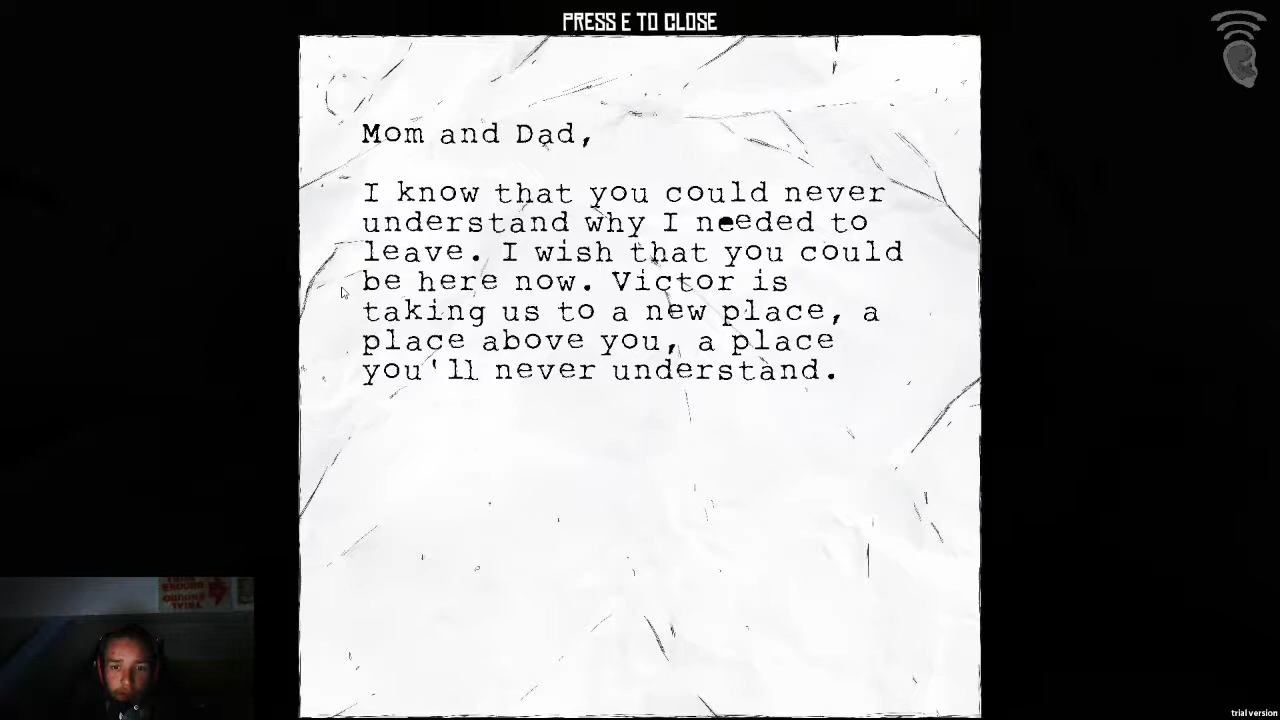 PRESS E TO CLOSE
Mom and Dad,
I know that you could never
understand why I needed to
leave. I wish that you could
be here now. Victor is
taking us to a new place, a
place above you, a place
you'll never understand.
trial version